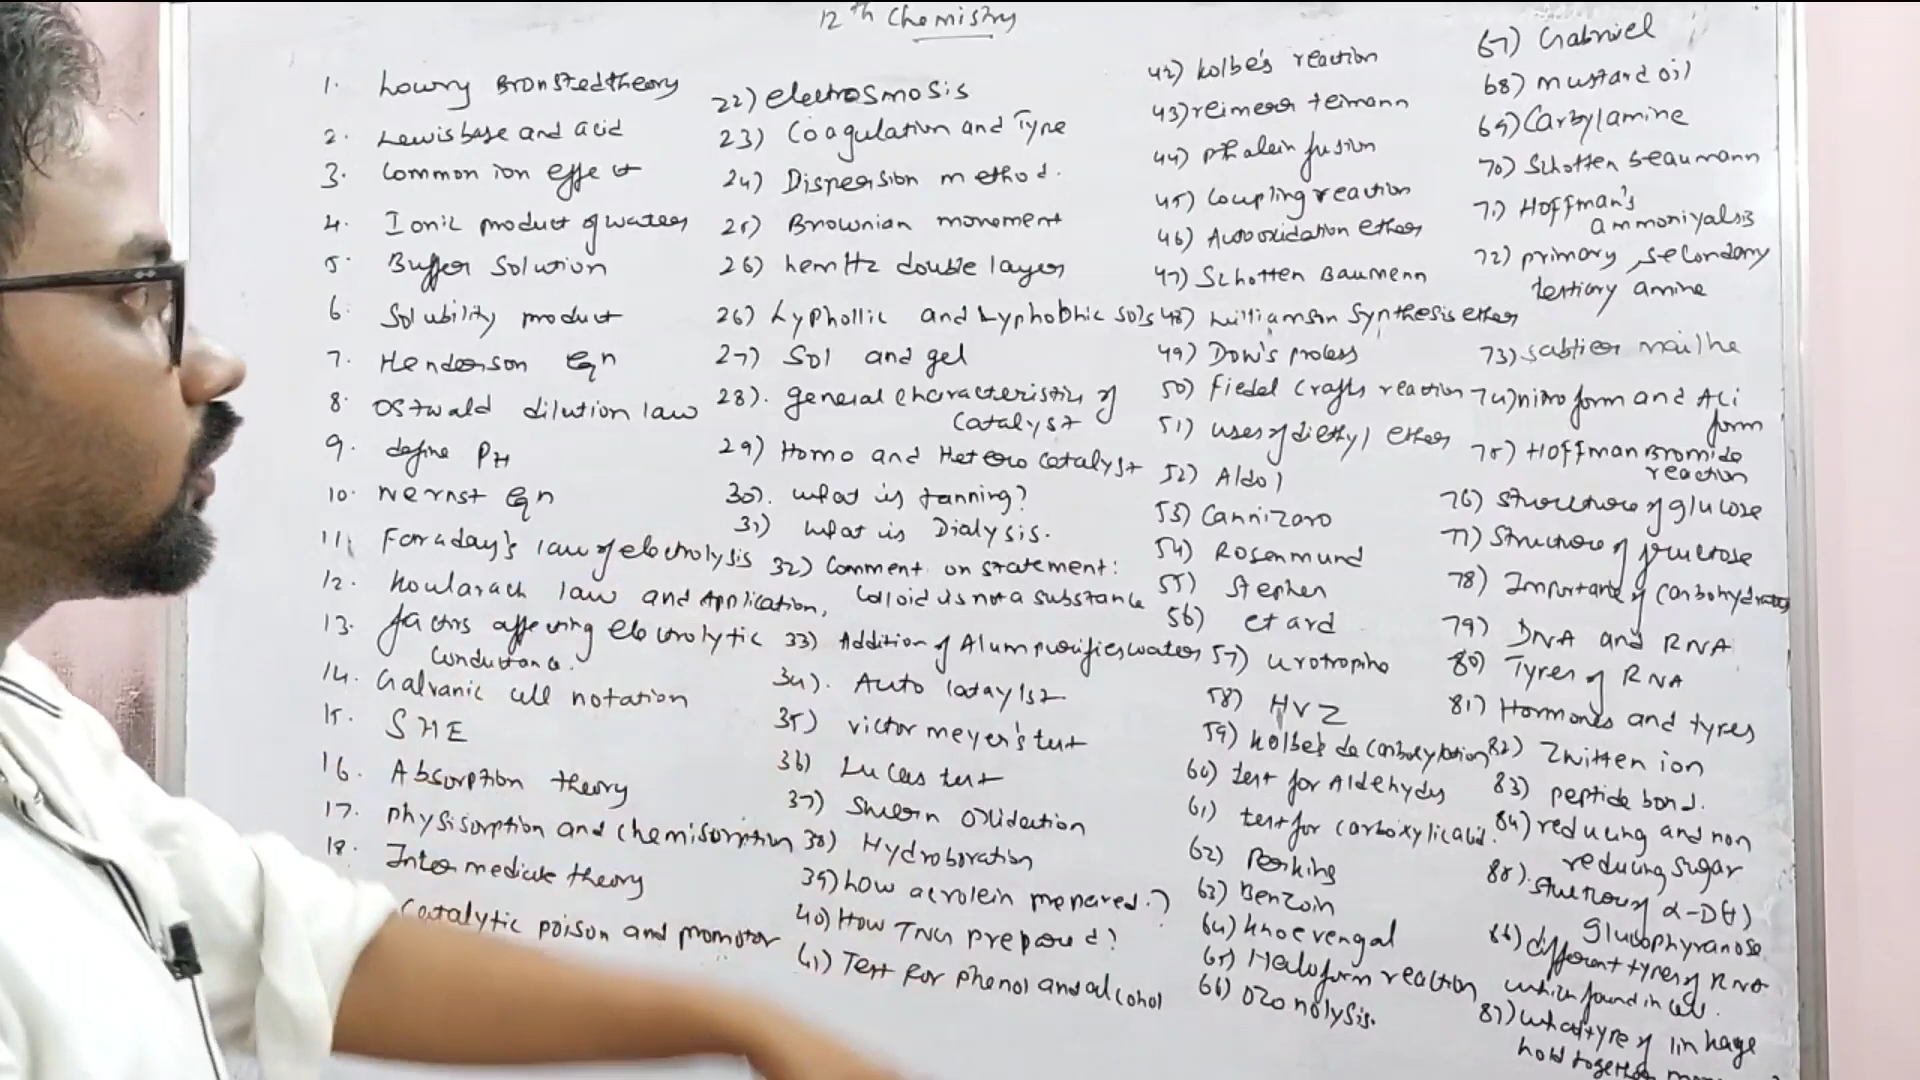 12th Chemistry
1. Lowry Bronsted theory
2. Lewis base and acid
3. Common ion effect
4. Ionic product of water
5. Buffer Solution
6. Solubility product
7. Henderson Eqn
8. Ostwald dilution law
9. define PH
10. Nernst Eqn
11. Faraday's law of electrolysis
12. law and Application,
13. factors affecting electrolytic
Conductance.
14. Galvanic cell notation
15. SHE
16. Absorption theory
17. physisorption and chemisorption
18. Intermediate theory
Catalytic poison and promotor
22) electrosmosis
23) Coagulation and Type
24) Dispersion method.
25) Brownian moment
26) hemltz double layer
26) Lyphollic and Lyphobhic sols
27) Sol and gel
28). general characteristics of
Catalyst
29) Homo and Hetero Catalyst
30). what is tanning?
31) what is Dialysis.
32) Comment on statement:
Colloid is not a substance
33) Addition of Alum purifies water
34). Auto Cataylst
35) victor meyer's test
36) Lucas test
37) Swern Oxidation
38) Hydroboration
39) how acrolein prepared.?
40) How TNG prepared?
41) Test for phenol and alcohol
42) kolbe's reaction
43) reimer teimann
44) pthalein fusion
45) Coupling reaction
46) Auto oxidation ether
47) Schotten Baumenn
48) williamson Synthesis ether
49) Dow's process
50) Fiedel Crafts reaction
51) uses of diethyl ether
52) Aldol
53) Cannizaro
54) Rosenmund
55) Stephen
56) etard
57) urotropine
58) HVZ
59) kolbe's decarboxylation
60) test for Aldehydes
61) test for carboxylic acid.
62) Perking
63) Benzoin
64) knoevengal
65) Haloform reaction
66) Ozonolysis.
67) Gabriel
68) mustard oil
69) Carbylamine
70) Schotten beaumann
71) Hoffman's
ammoniyalsis
72) primary, secondary
tertiary amine
73) sabtier mailhe
74) nitro form and Aci
form
75) Hoffman Bromide
reaction
76) structure of glucose
77) Structure of fructose
78) Importance of carbohydrates
79) DNA and RNA
80) Types of RNA
81) Hormones and types
82) Zwitten ion
83) peptide bond.
84) reducing and non
reducing sugar
85). structure of α-D(+)
Glucophyranose
86) different types of RNA
which found in cell.
87) what type of linkage
hold together